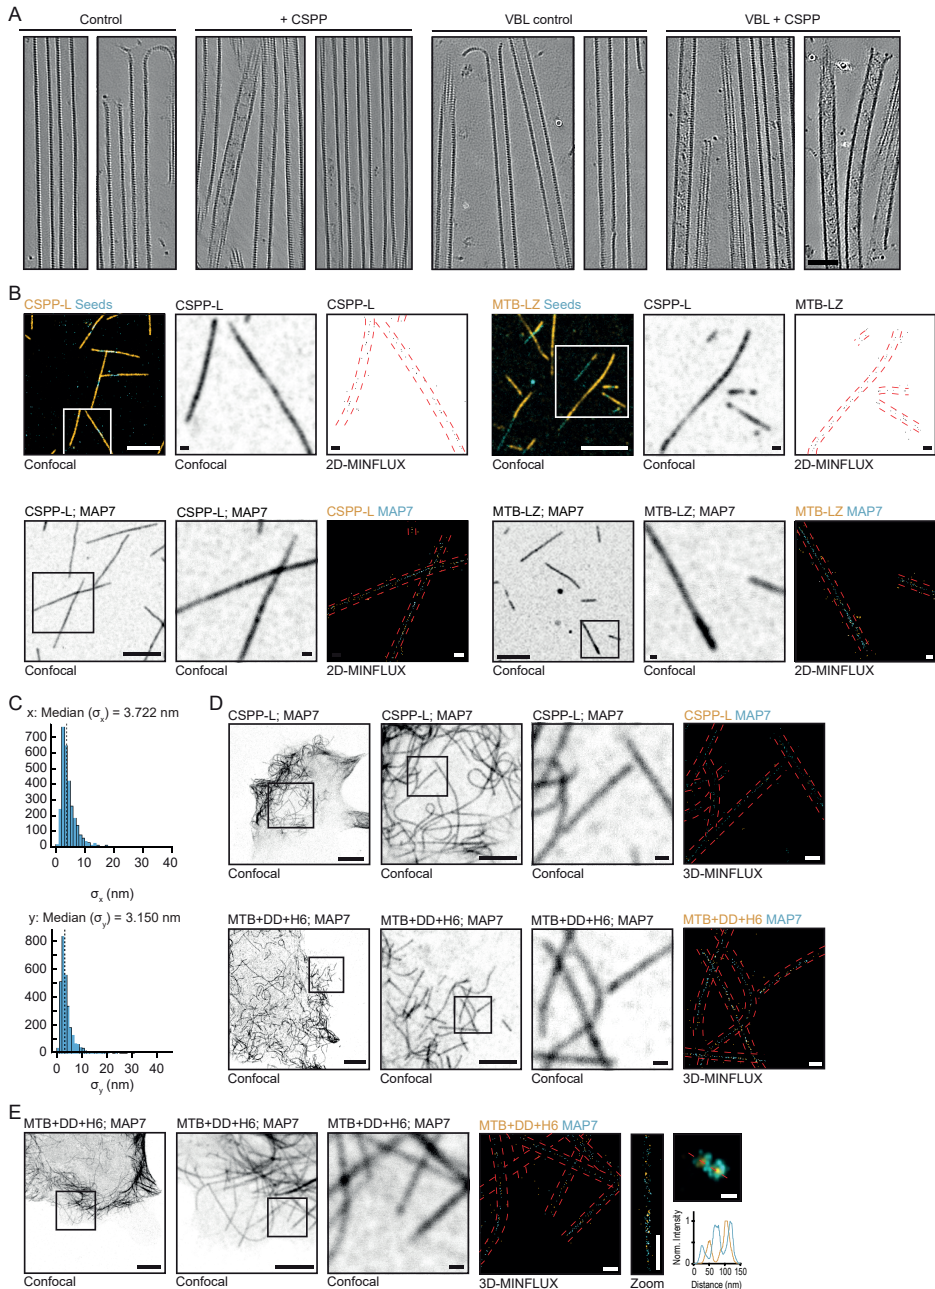 A
Control
+ CSPP
VBL control
VBL + CSPP
B
CSPP-L Seeds
CSPP-L
CSPP-L
MTB-LZ Seeds
CSPP-L
MTB-LZ
Confocal
Confocal
2D-MINFLUX
Confocal
Confocal
2D-MINFLUX
CSPP-L; MAP7
CSPP-L; MAP7
CSPP-L MAP7
MTB-LZ; MAP7
MTB-LZ; MAP7
MTB-LZ MAP7
Confocal
Confocal
2D-MINFLUX
Confocal
Confocal
2D-MINFLUX
C
x: Median (σx) = 3.722 nm
700
600
500
400
300
200
100
0
0 10 20 30 40
σx (nm)
y: Median (σy) = 3.150 nm
800
600
400
200
0
0 10 20 30 40
σy (nm)
D
CSPP-L; MAP7
CSPP-L; MAP7
CSPP-L; MAP7
CSPP-L MAP7
Confocal
Confocal
Confocal
3D-MINFLUX
MTB+DD+H6; MAP7
MTB+DD+H6; MAP7
MTB+DD+H6; MAP7
MTB+DD+H6 MAP7
Confocal
Confocal
Confocal
3D-MINFLUX
E
MTB+DD+H6; MAP7
MTB+DD+H6; MAP7
MTB+DD+H6; MAP7
MTB+DD+H6 MAP7
Confocal
Confocal
Confocal
3D-MINFLUX
Zoom
Norm. Intensity
1
0
0 50 100 150
Distance (nm)